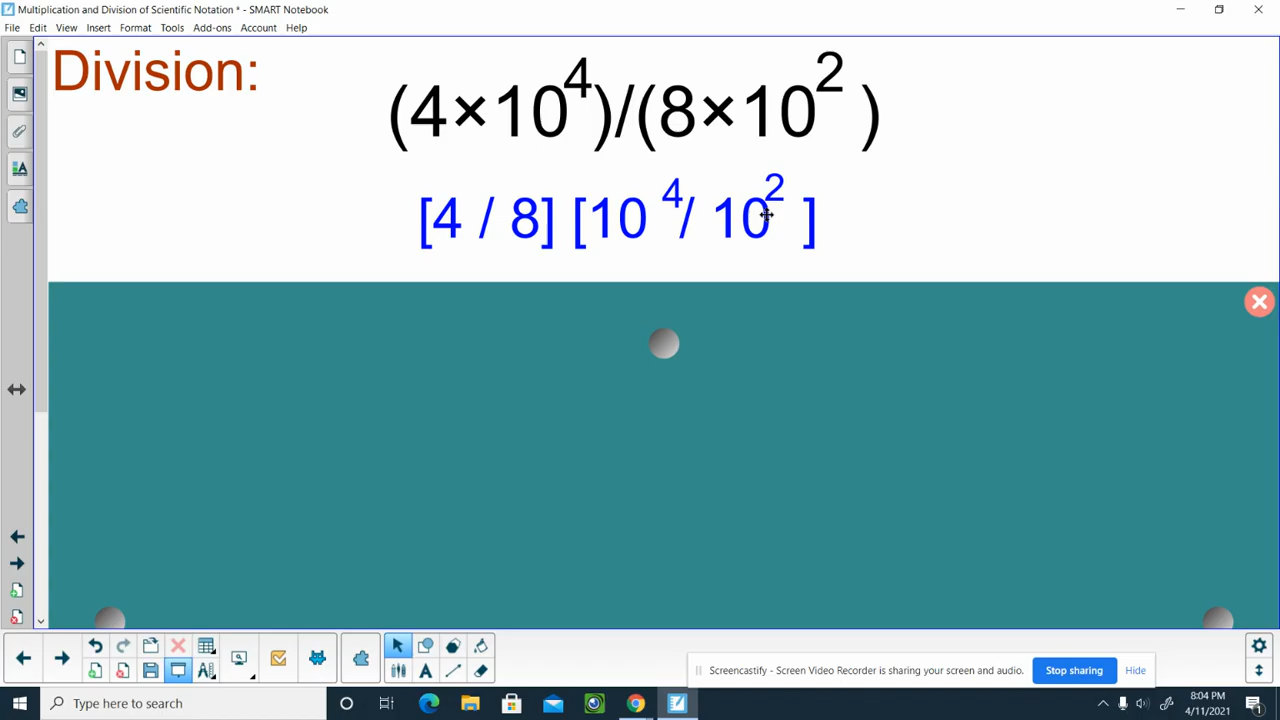 Multiplication and Division of Scientific Notation * - SMART Notebook
File Edit View Insert Format Tools Add-ons Account Help
Division:
(4×10⁴)/(8×10² )
[4 / 8] [10 ⁴/ 10² ]
Screencastify - Screen Video Recorder is sharing your screen and audio. Stop sharing Hide
Type here to search
8:04 PM
4/11/2021
1